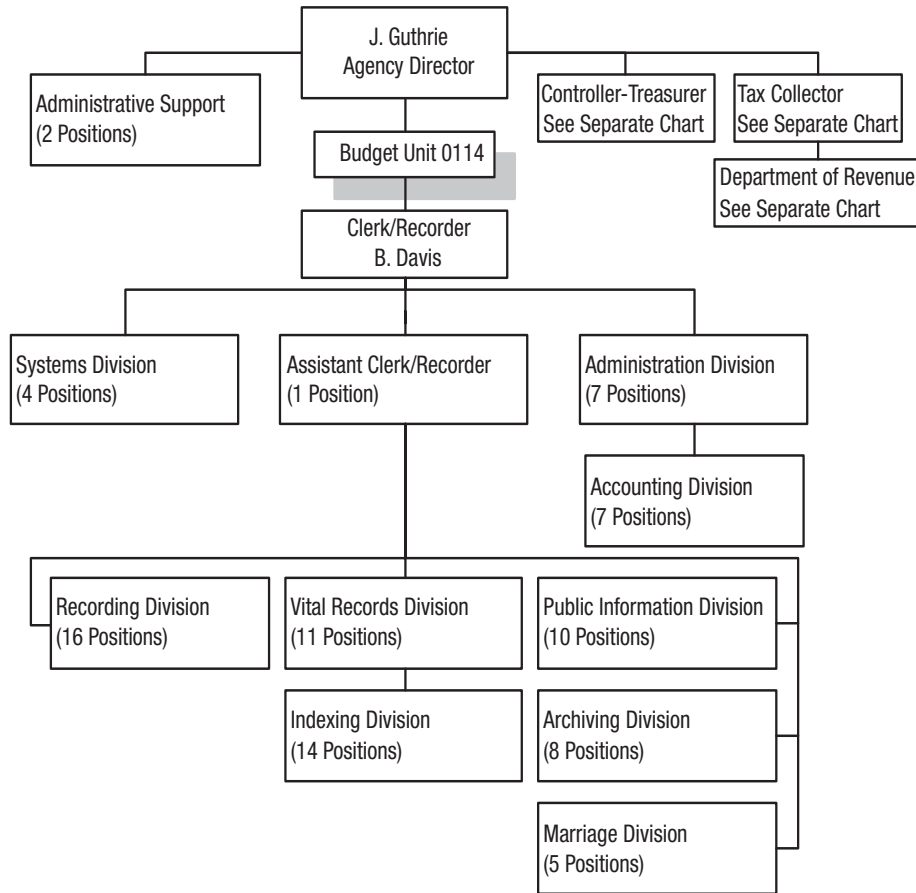 J. Guthrie
Agency Director
Administrative Support
(2 Positions)
Controller-Treasurer
See Separate Chart
Tax Collector
See Separate Chart
Budget Unit 0114
Department of Revenue
See Separate Chart
Clerk/Recorder
B. Davis
Systems Division
(4 Positions)
Assistant Clerk/Recorder
(1 Position)
Administration Division
(7 Positions)
Accounting Division
(7 Positions)
Recording Division
(16 Positions)
Vital Records Division
(11 Positions)
Public Information Division
(10 Positions)
Indexing Division
(14 Positions)
Archiving Division
(8 Positions)
Marriage Division
(5 Positions)